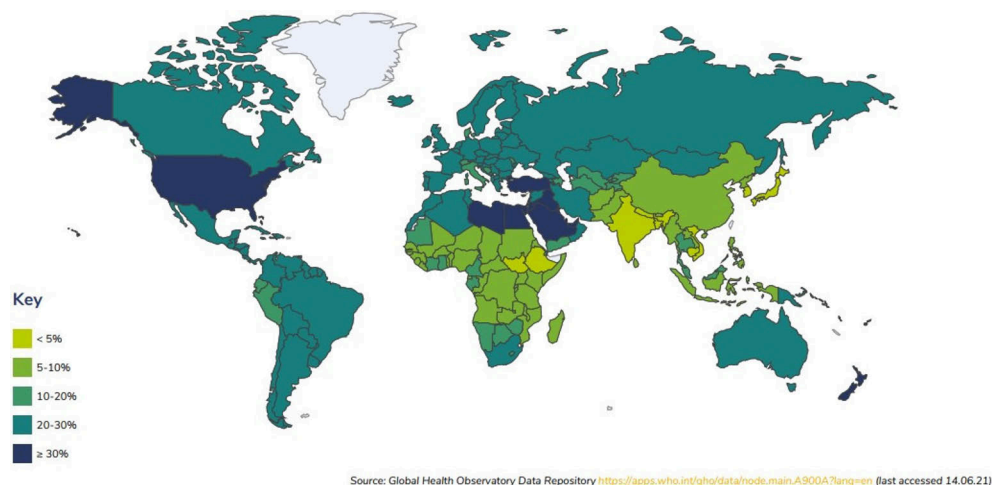 Key
< 5%
5-10%
10-20%
20-30%
≥ 30%
Source: Global Health Observatory Data Repository https://apps.who.int/gho/data/node.main.A900A?lang=en (last accessed 14.06.21)